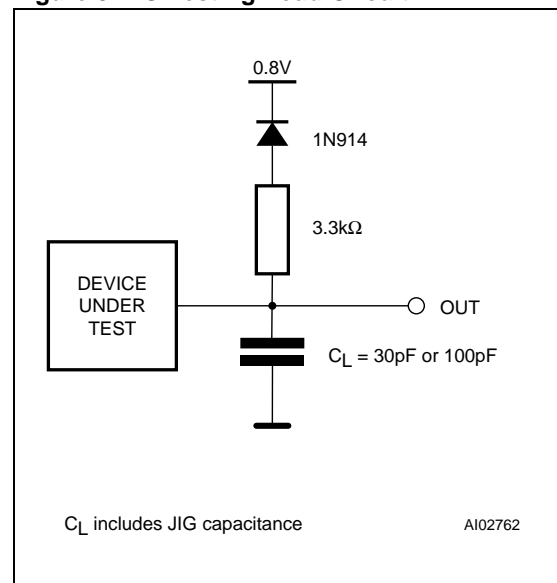 0.8V
1N914
3.3kΩ
DEVICE
UNDER
TEST
OUT
CL = 30pF or 100pF
CL includes JIG capacitance
AI02762